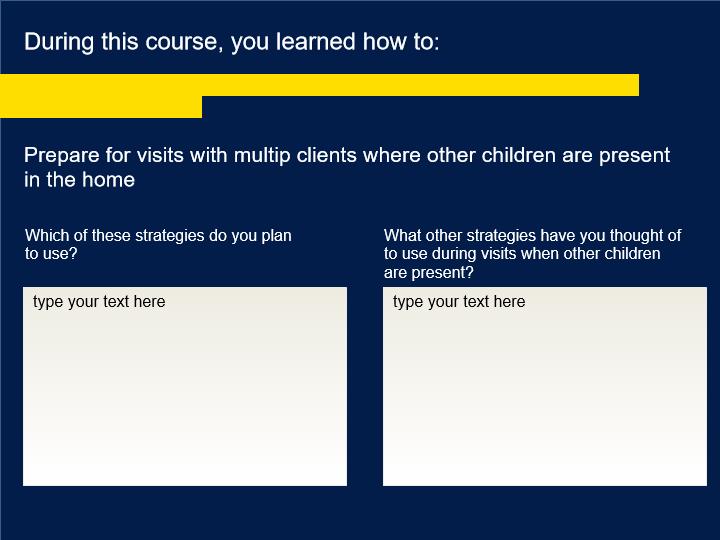 During this course, you learned how to:
Prepare for visits with multip clients where other children are present
in the home
Which of these strategies do you plan
to use?
What other strategies have you thought of
to use during visits when other children
are present?
type your text here
type your text here